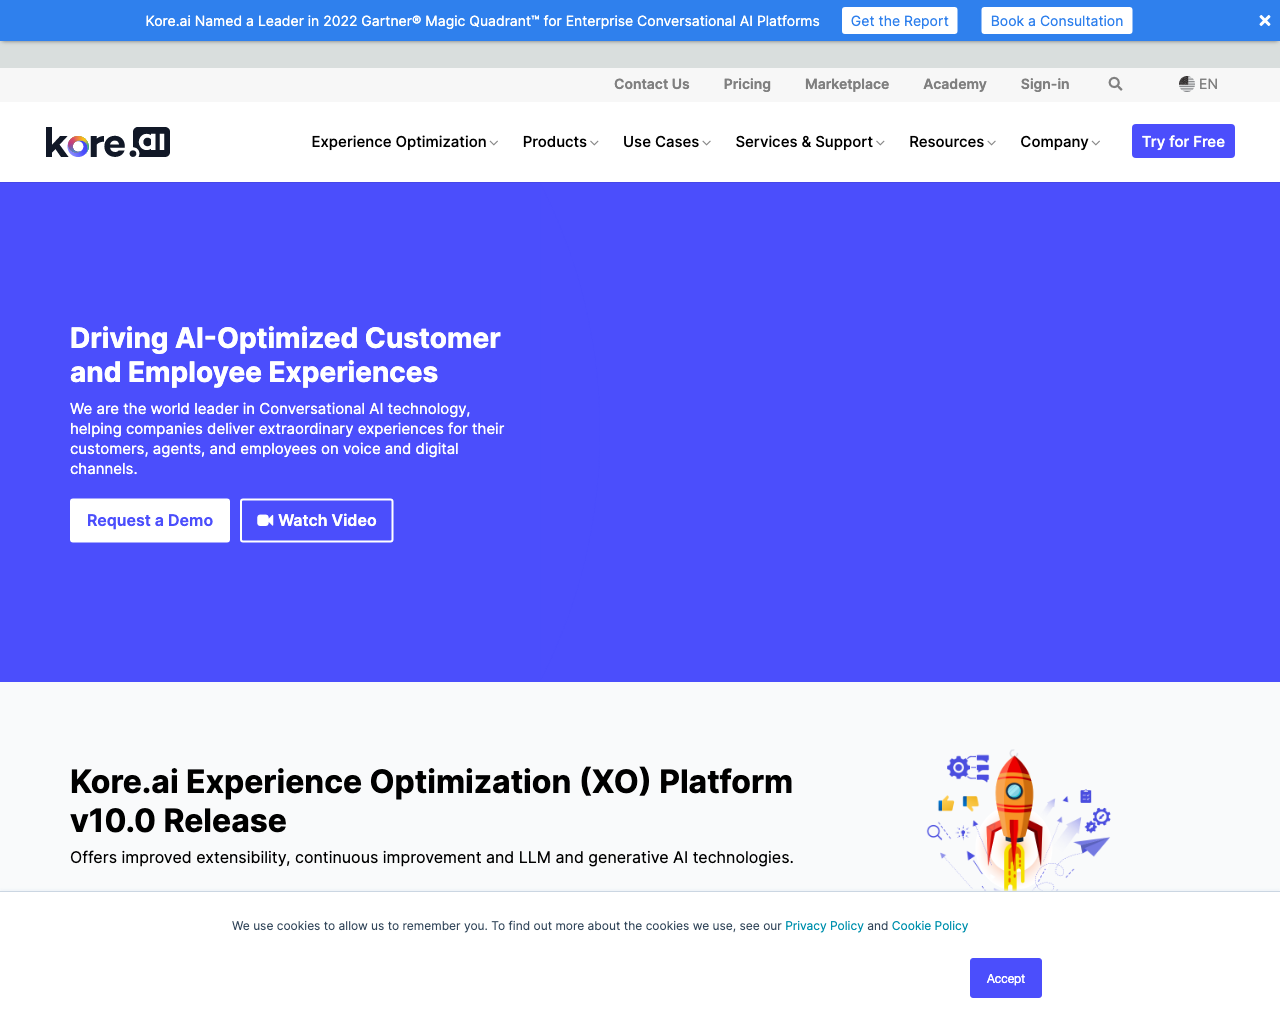 Kore.ai Named a Leader in 2022 Gartner® Magic Quadrant™ for Enterprise Conversational AI Platforms Get the Report Book a Consultation
Contact Us Pricing Marketplace Academy Sign-in EN
kore.ai Experience Optimization Products Use Cases Services & Support Resources Company Try for Free
Driving AI-Optimized Customer
and Employee Experiences
We are the world leader in Conversational AI technology,
helping companies deliver extraordinary experiences for their
customers, agents, and employees on voice and digital
channels.
Request a Demo Watch Video
Kore.ai Experience Optimization (XO) Platform
v10.0 Release
Offers improved extensibility, continuous improvement and LLM and generative AI technologies.
We use cookies to allow us to remember you. To find out more about the cookies we use, see our Privacy Policy and Cookie Policy
Accept